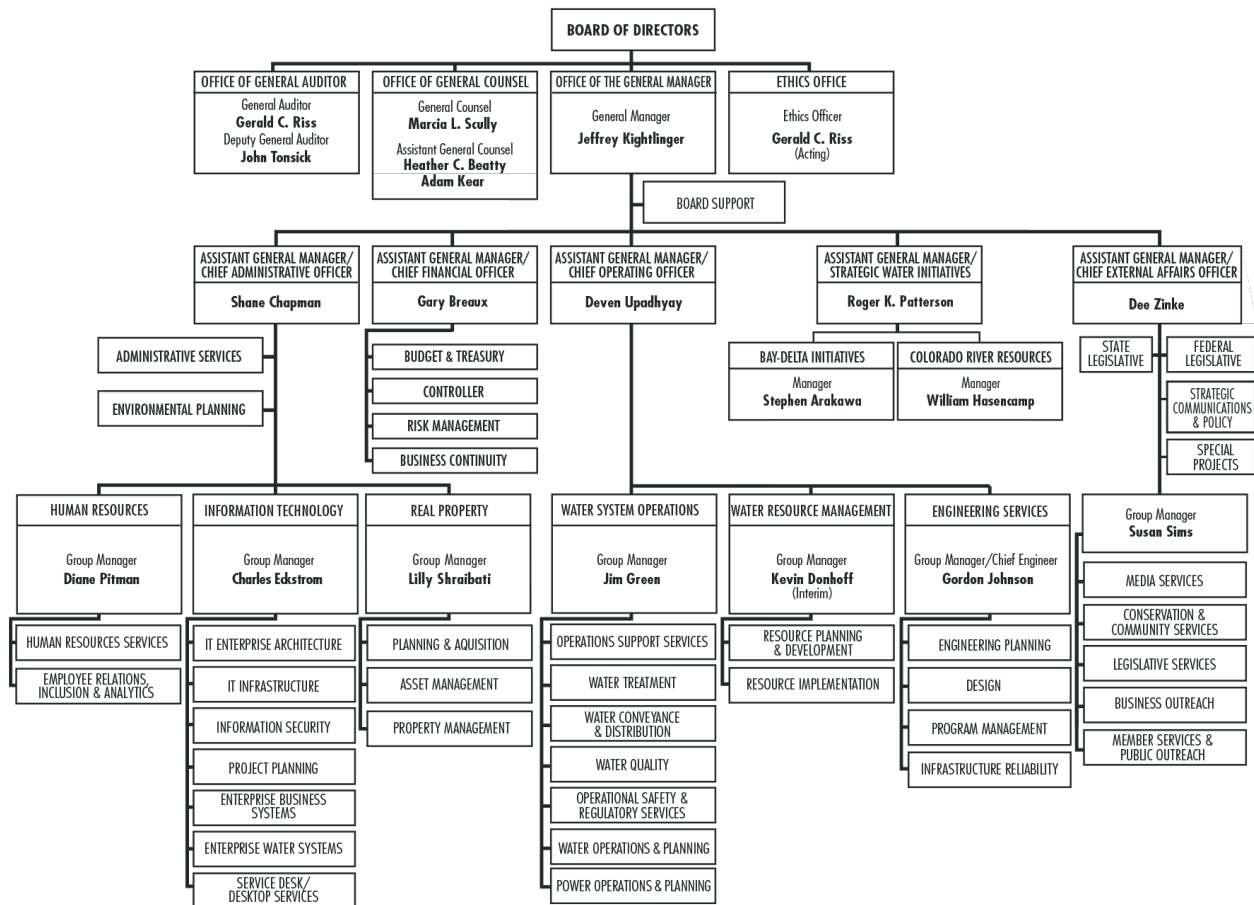 BOARD OF DIRECTORS
OFFICE OF GENERAL AUDITOR
General Auditor
Gerald C. Riss
Deputy General Auditor
John Tonsick
OFFICE OF GENERAL COUNSEL
General Counsel
Marcia L. Scully
Assistant General Counsel
Heather C. Beatty
Adam Kear
OFFICE OF THE GENERAL MANAGER
General Manager
Jeffrey Kightlinger
ETHICS OFFICE
Ethics Officer
Gerald C. Riss
(Acting)
BOARD SUPPORT
ASSISTANT GENERAL MANAGER/
CHIEF ADMINISTRATIVE OFFICER
Shane Chapman
ASSISTANT GENERAL MANAGER/
CHIEF FINANCIAL OFFICER
Gary Breaux
ASSISTANT GENERAL MANAGER/
CHIEF OPERATING OFFICER
Deven Upadhyay
ASSISTANT GENERAL MANAGER/
STRATEGIC WATER INITIATIVES
Roger K. Patterson
ASSISTANT GENERAL MANAGER/
CHIEF EXTERNAL AFFAIRS OFFICER
Dee Zinke
ADMINISTRATIVE SERVICES
ENVIRONMENTAL PLANNING
BUDGET & TREASURY
CONTROLLER
RISK MANAGEMENT
BUSINESS CONTINUITY
BAY-DELTA INITIATIVES
Manager
Stephen Arakawa
COLORADO RIVER RESOURCES
Manager
William Hasencamp
STATE
LEGISLATIVE
FEDERAL
LEGISLATIVE
STRATEGIC
COMMUNICATIONS
& POLICY
SPECIAL
PROJECTS
HUMAN RESOURCES
Group Manager
Diane Pitman
INFORMATION TECHNOLOGY
Group Manager
Charles Eckstrom
REAL PROPERTY
Group Manager
Lilly Shraibati
WATER SYSTEM OPERATIONS
Group Manager
Jim Green
WATER RESOURCE MANAGEMENT
Group Manager
Kevin Donhoff
(Interim)
ENGINEERING SERVICES
Group Manager/Chief Engineer
Gordon Johnson
Group Manager
Susan Sims
HUMAN RESOURCES SERVICES
EMPLOYEE RELATIONS,
INCLUSION & ANALYTICS
IT ENTERPRISE ARCHITECTURE
IT INFRASTRUCTURE
INFORMATION SECURITY
PROJECT PLANNING
ENTERPRISE BUSINESS
SYSTEMS
ENTERPRISE WATER SYSTEMS
SERVICE DESK/
DESKTOP SERVICES
PLANNING & AQUISITION
ASSET MANAGEMENT
PROPERTY MANAGEMENT
OPERATIONS SUPPORT SERVICES
WATER TREATMENT
WATER CONVEYANCE
& DISTRIBUTION
WATER QUALITY
OPERATIONAL SAFETY &
REGULATORY SERVICES
WATER OPERATIONS & PLANNING
POWER OPERATIONS & PLANNING
RESOURCE PLANNING
& DEVELOPMENT
RESOURCE IMPLEMENTATION
ENGINEERING PLANNING
DESIGN
PROGRAM MANAGEMENT
INFRASTRUCTURE RELIABILITY
MEDIA SERVICES
CONSERVATION &
COMMUNITY SERVICES
LEGISLATIVE SERVICES
BUSINESS OUTREACH
MEMBER SERVICES &
PUBLIC OUTREACH